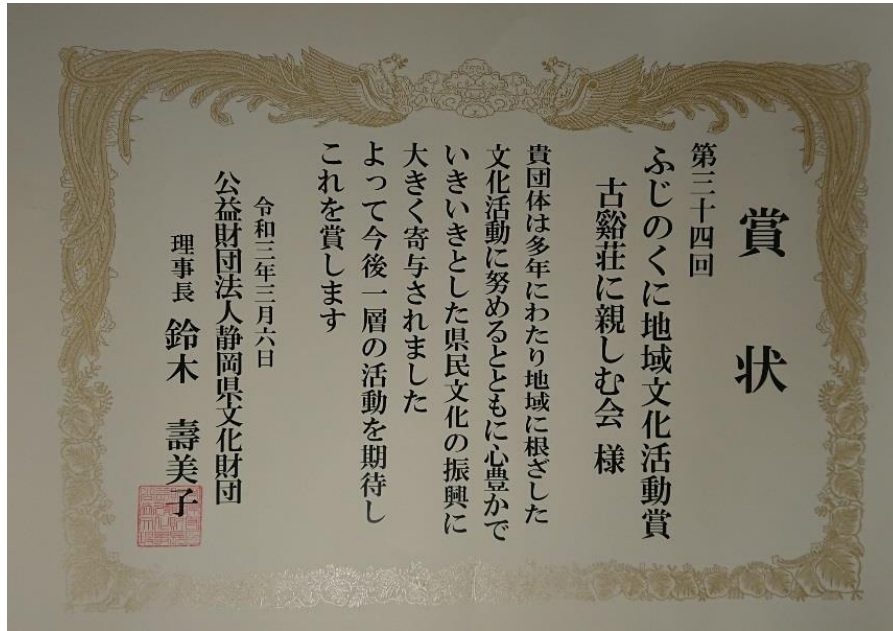 賞状
第三十四回
ふじのくに地域文化活動賞
古谿荘に親しむ会 様
貴団体は多年にわたり地域に根ざした
文化活動に努めるとともに心豊かで
いきいきとした県民文化の振興に
大きく寄与されました
よって今後一層の活動を期待し
これを賞します
令和三年三月六日
公益財団法人静岡県文化財団
理事長 鈴木 壽美子